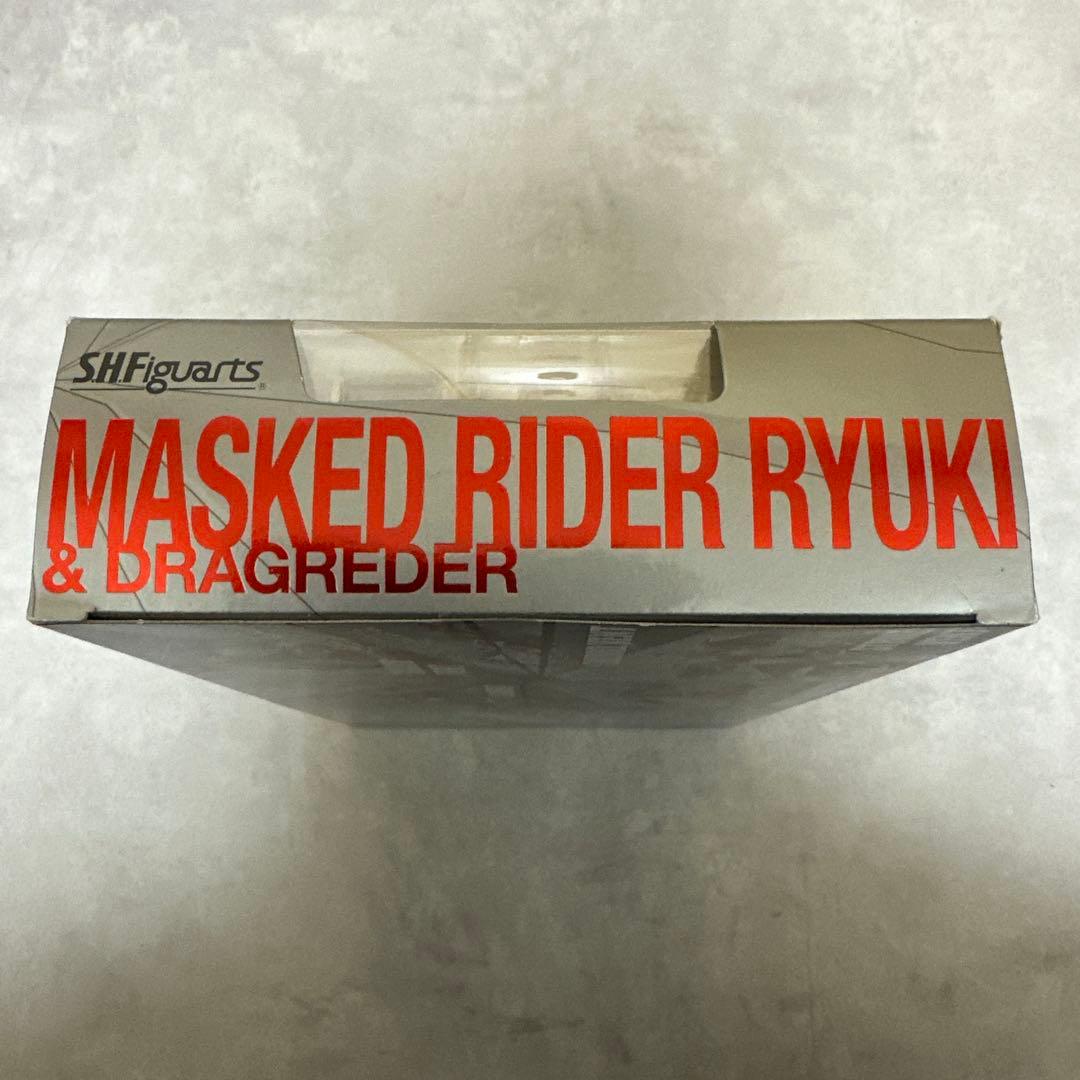 S.H.Figuarts®
MASKED RIDER RYUKI
& DRAGREDER